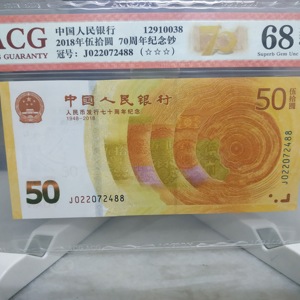 ACG
GUARANTY
中国人民银行 12910038
2018年伍拾圆 70周年纪念钞
冠号: J022072488 (☆☆☆)
70
68
Superb Gem Unc
中国人民银行
人民币发行七十周年纪念
1948-2018
50
伍拾圆
50
J022072488